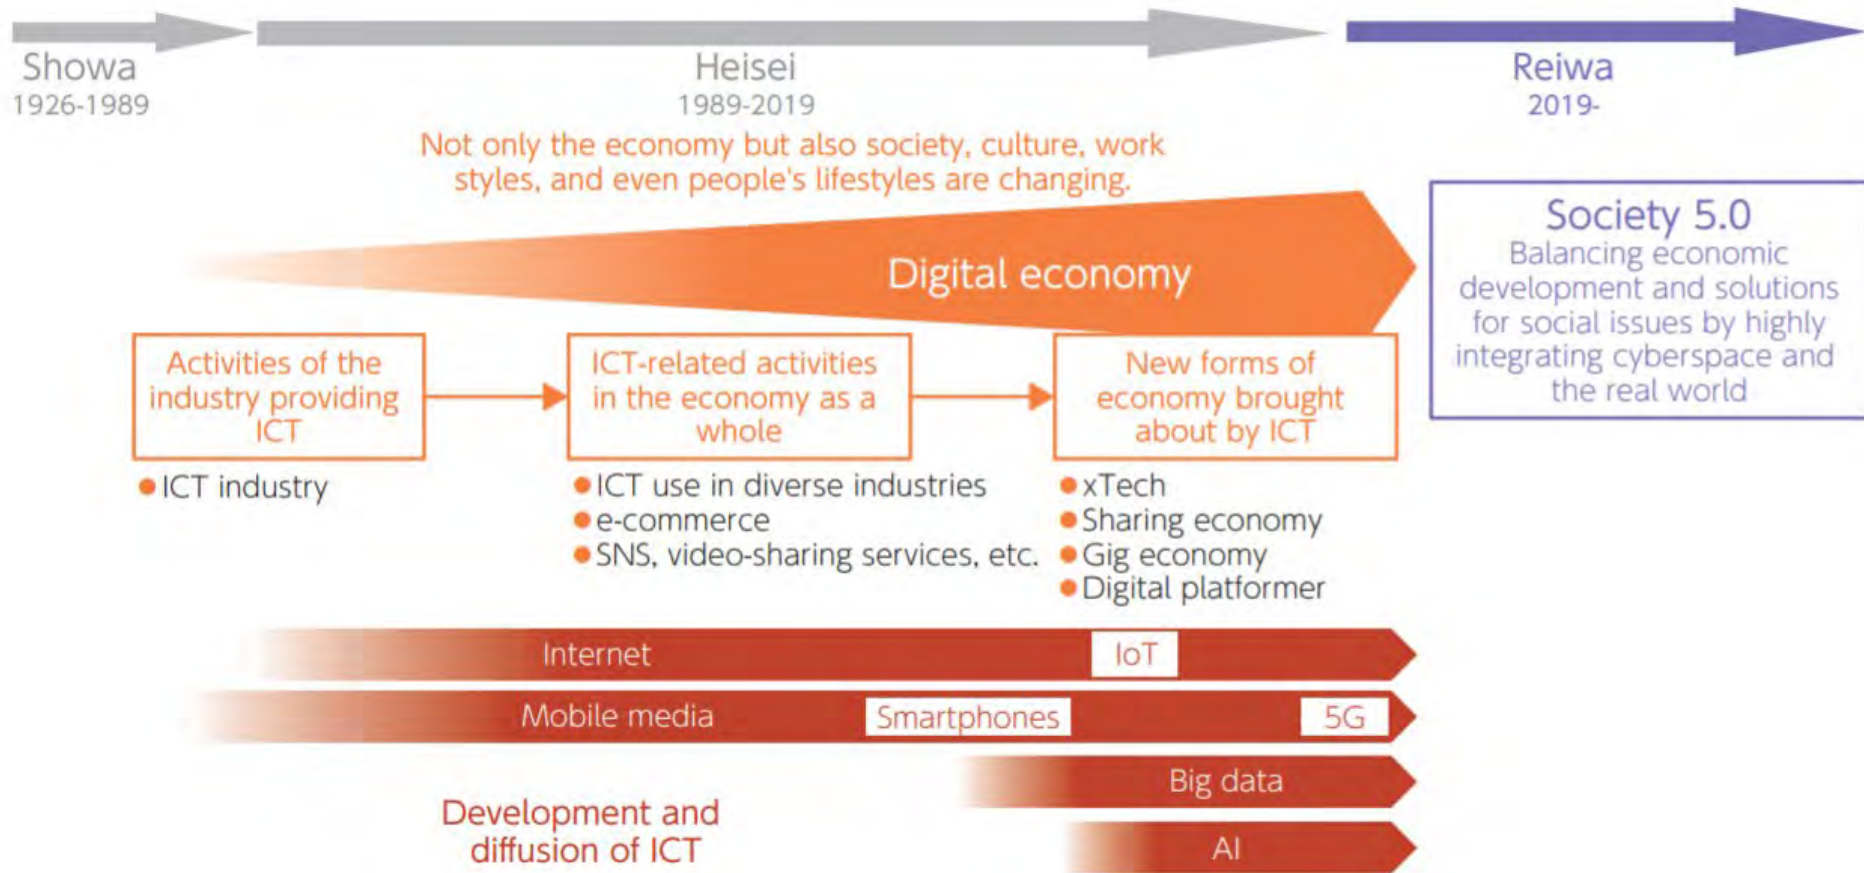 Showa
1926-1989
Heisei
1989-2019
Reiwa
2019-
Not only the economy but also society, culture, work
styles, and even people's lifestyles are changing.
Digital economy
Society 5.0
Balancing economic
development and solutions
for social issues by highly
integrating cyberspace and
the real world
Activities of the
industry providing
ICT
ICT-related activities
in the economy as a
whole
New forms of
economy brought
about by ICT
●ICT industry
●ICT use in diverse industries
●e-commerce
●SNS, video-sharing services, etc.
●xTech
●Sharing economy
●Gig economy
●Digital platformer
Internet
IoT
Mobile media
Smartphones
5G
Big data
AI
Development and
diffusion of ICT